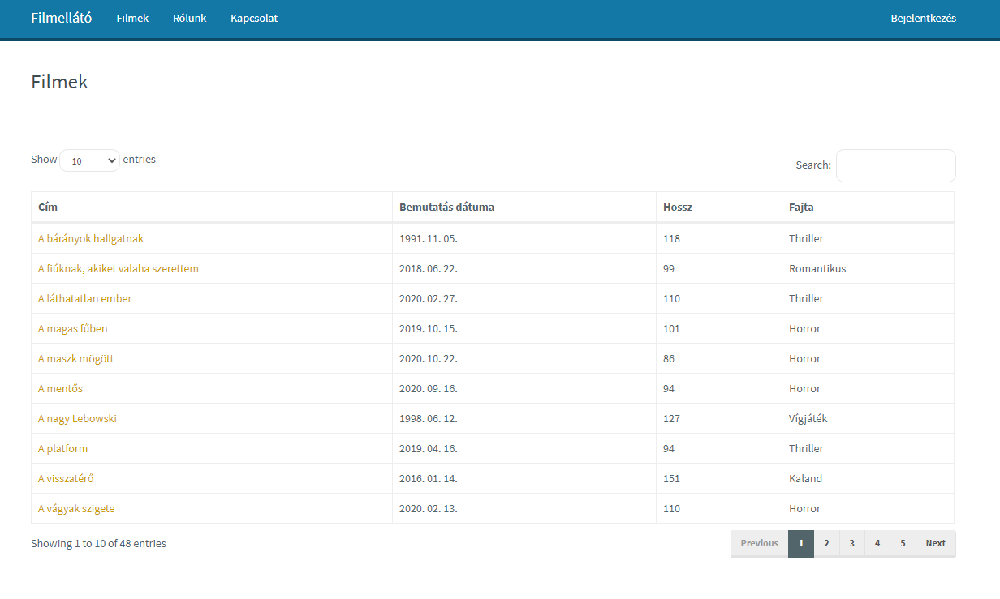 Filmellátó Filmek Rólunk Kapcsolat Bejelentkezés
Filmek
Show 10 entries
Search:
Cím Bemutatás dátuma Hossz Fajta
A bárányok hallgatnak 1991. 11. 05. 118 Thriller
A fiúknak, akiket valaha szerettem 2018. 06. 22. 99 Romantikus
A láthatatlan ember 2020. 02. 27. 110 Thriller
A magas fűben 2019. 10. 15. 101 Horror
A maszk mögött 2020. 10. 22. 86 Horror
A mentős 2020. 09. 16. 94 Horror
A nagy Lebowski 1998. 06. 12. 127 Vígjáték
A platform 2019. 04. 16. 94 Thriller
A visszatérő 2016. 01. 14. 151 Kaland
A vágyak szigete 2020. 02. 13. 110 Horror
Showing 1 to 10 of 48 entries
Previous 1 2 3 4 5 Next